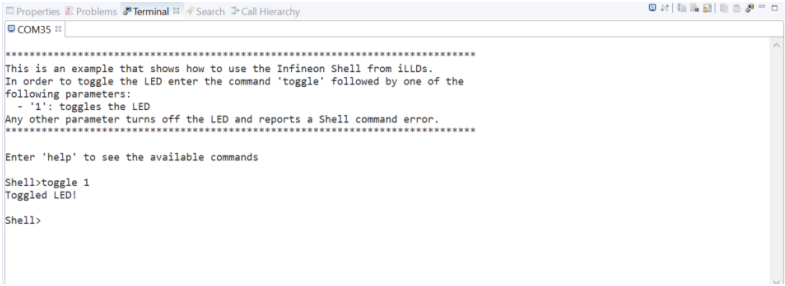 Properties Problems Terminal Search Call Hierarchy
COM35
******************************************************************************
This is an example that shows how to use the Infineon Shell from iLLDs.
In order to toggle the LED enter the command 'toggle' followed by one of the
following parameters:
- '1': toggles the LED
Any other parameter turns off the LED and reports a Shell command error.
******************************************************************************
Enter 'help' to see the available commands
Shell>toggle 1
Toggled LED!
Shell>